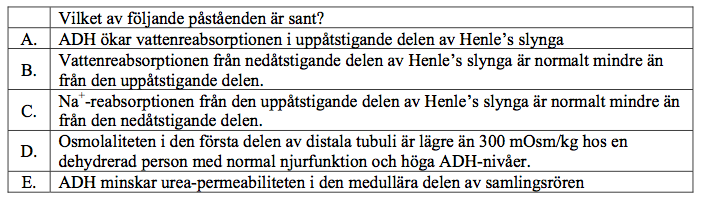 Vilket av följande påståenden är sant?
A. ADH ökar vattenreabsorptionen i uppåtstigande delen av Henle's slynga
B. Vattenreabsorptionen från nedåtstigande delen av Henle's slynga är normalt mindre än
från den uppåtstigande delen.
C. Na+-reabsorptionen från den uppåtstigande delen av Henle's slynga är normalt mindre än
från den nedåtstigande delen.
D. Osmolaliteten i den första delen av distala tubuli är lägre än 300 mOsm/kg hos en
dehydrerad person med normal njurfunktion och höga ADH-nivåer.
E. ADH minskar urea-permeabiliteten i den medullära delen av samlingsrören